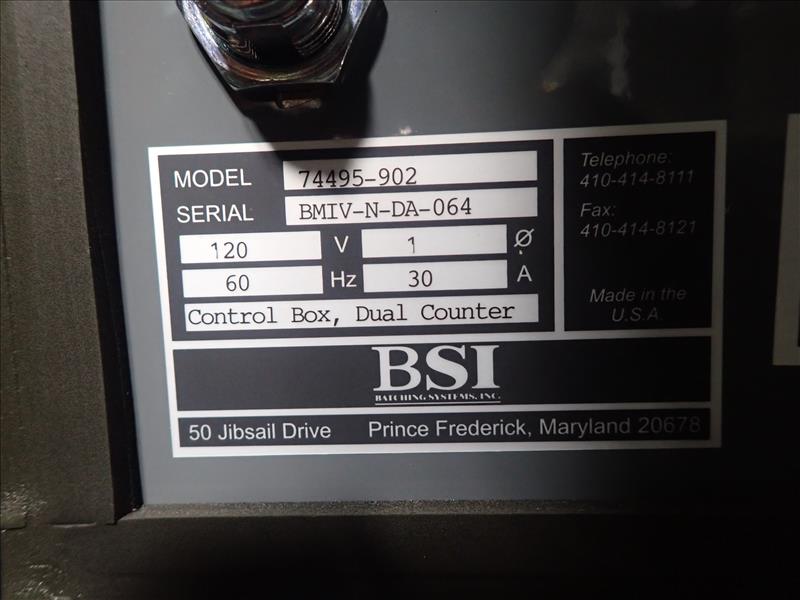 MODEL 74495-902
SERIAL BMIV-N-DA-064
120 V 1 Ø
60 Hz 30 A
Control Box, Dual Counter
Telephone:
410-414-8111
Fax:
410-414-8121
Made in the
U.S.A.
BSI
BATCHING SYSTEMS, INC.
50 Jibsail Drive Prince Frederick, Maryland 20678